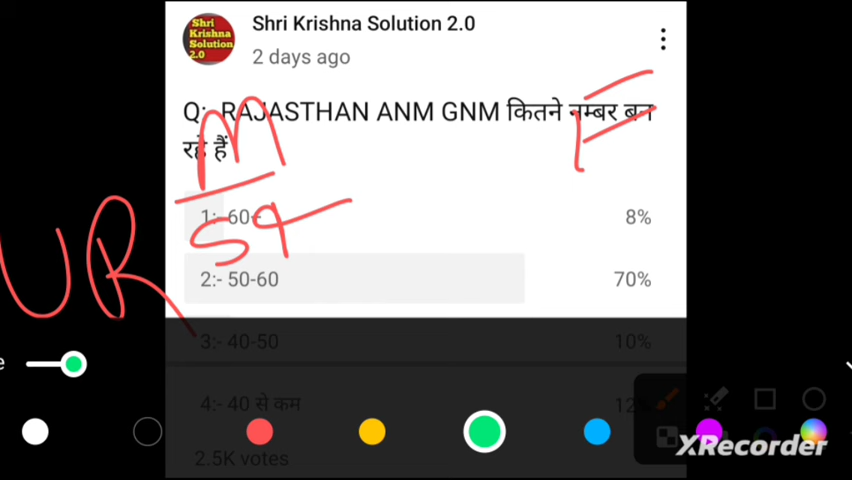 Shri Krishna Solution 2.0
Shri Krishna Solution 2.0
2 days ago
Q:- RAJASTHAN ANM GNM कितने नम्बर बन
रहे हैं
M
F
1:- 60+ 8%
59
UR
2:- 50-60 70%
3:- 40-50 10%
e
4:- 40 से कम 12%
2.5K votes
XRecorder